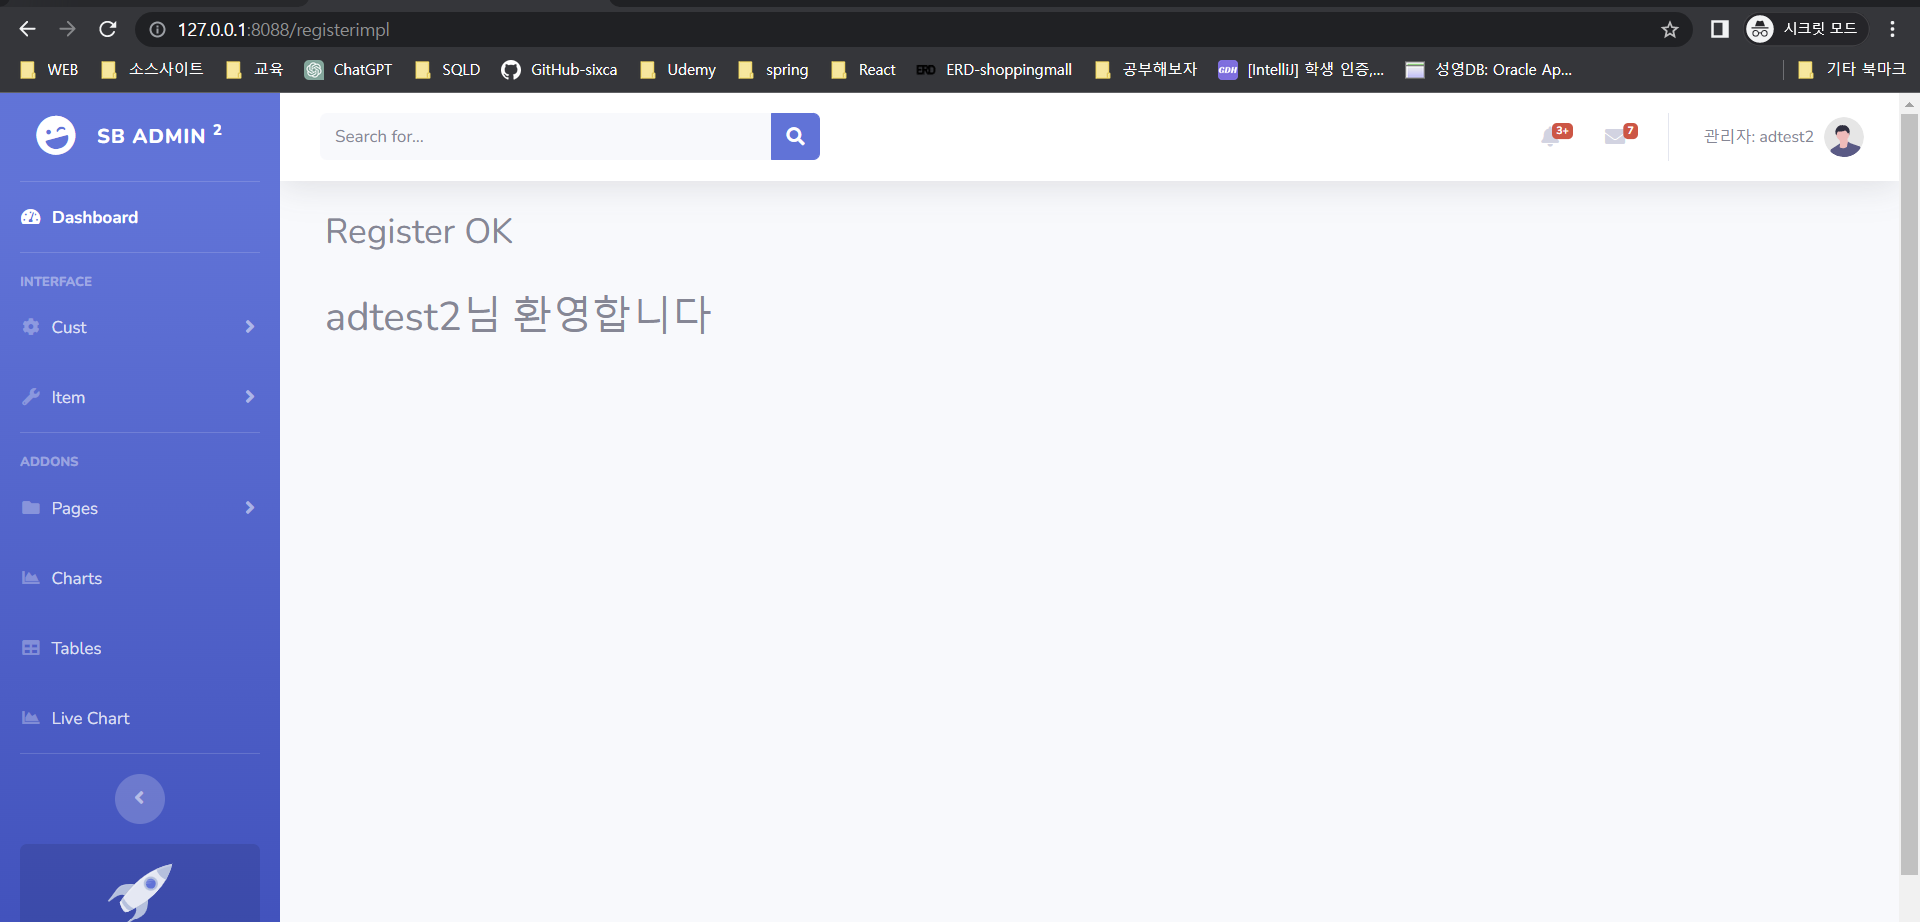 127.0.0.1:8088/registerimpl
시크릿 모드
WEB
소스사이트
교육
ChatGPT
SQLD
GitHub-sixca
Udemy
spring
React
ERD
ERD-shoppingmall
공부해보자
GDH
[IntelliJ] 학생 인증,...
성영DB: Oracle Ap...
기타 북마크
SB ADMIN 2
Search for...
3+
7
관리자: adtest2
Dashboard
INTERFACE
Cust
Item
ADDONS
Pages
Charts
Tables
Live Chart
Register OK
adtest2님 환영합니다